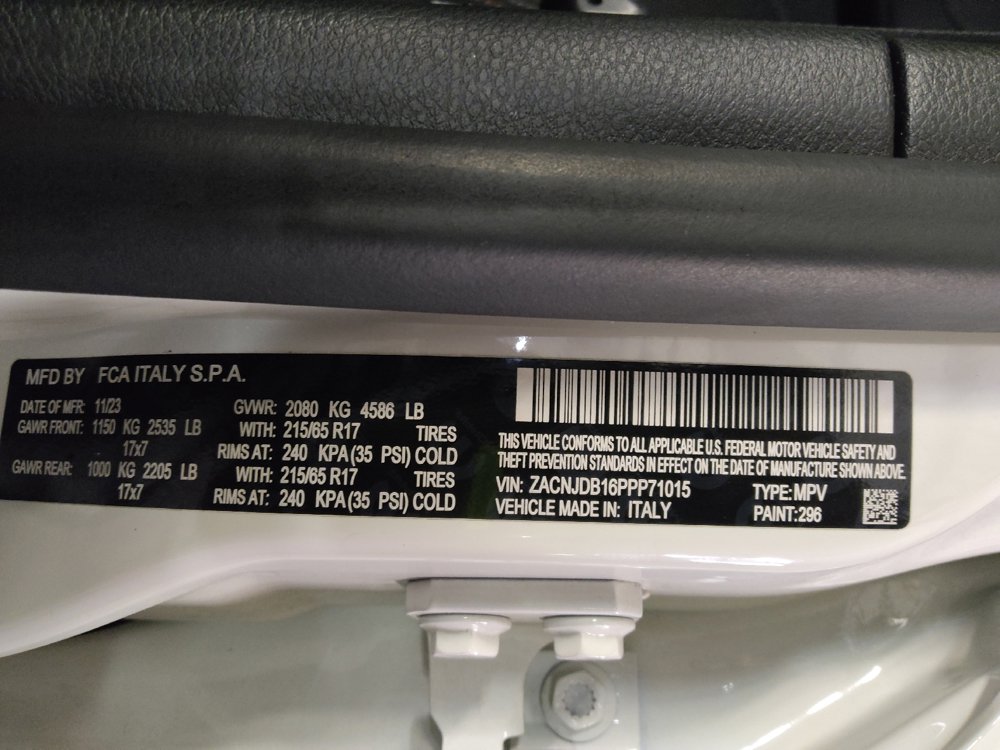 MFD BY FCA ITALY S.P.A.
DATE OF MFR: 11/23 GVWR: 2080 KG 4586 LB
GAWR FRONT: 1150 KG 2535 LB WITH: 215/65 R17 TIRES
17x7 RIMS AT: 240 KPA(35 PSI) COLD
GAWR REAR: 1000 KG 2205 LB WITH: 215/65 R17 TIRES
17x7 RIMS AT: 240 KPA(35 PSI) COLD
THIS VEHICLE CONFORMS TO ALL APPLICABLE U.S. FEDERAL MOTOR VEHICLE SAFETY AND
THEFT PREVENTION STANDARDS IN EFFECT ON THE DATE OF MANUFACTURE SHOWN ABOVE.
VIN: ZACNJDB16PPP71015 TYPE:MPV
VEHICLE MADE IN: ITALY PAINT:296